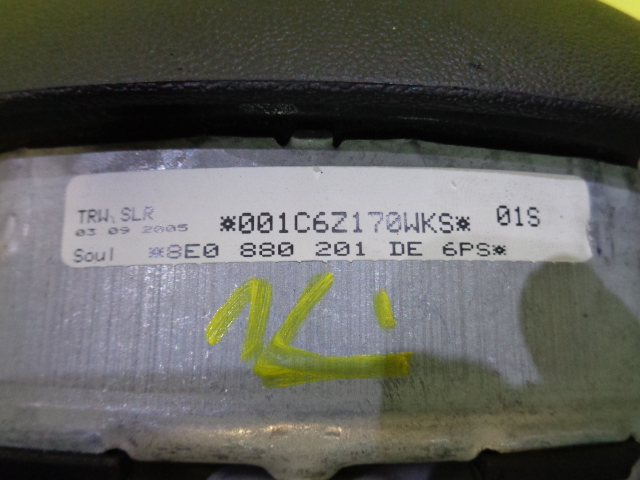 TRW, SLR *001C6Z170WKS* 01S
03 09 2005
Soul *8E0 880 201 DE 6PS*